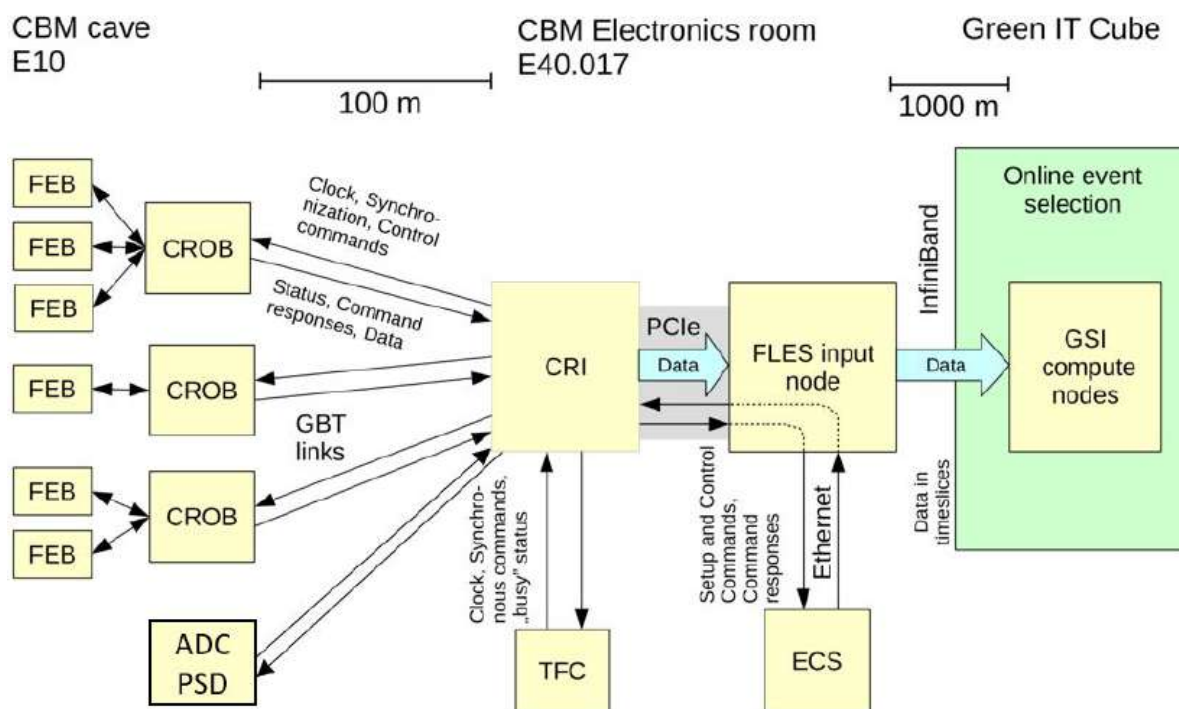 CBM cave
E10
100 m
CBM Electronics room
E40.017
Green IT Cube
1000 m
FEB
FEB
FEB
CROB
Clock, Synchro-
nization, Control
commands
Status, Command
responses, Data
FEB
CROB
GBT
links
FEB
FEB
CROB
ADC
PSD
CRI
PCIe
Data
FLES input
node
InfiniBand
Data
Online event
selection
GSI
compute
nodes
Data in
timeslices
Clock, Synchro-
nous commands,
„busy” status
TFC
Setup and Control
Commands,
Command
responses
Ethernet
ECS